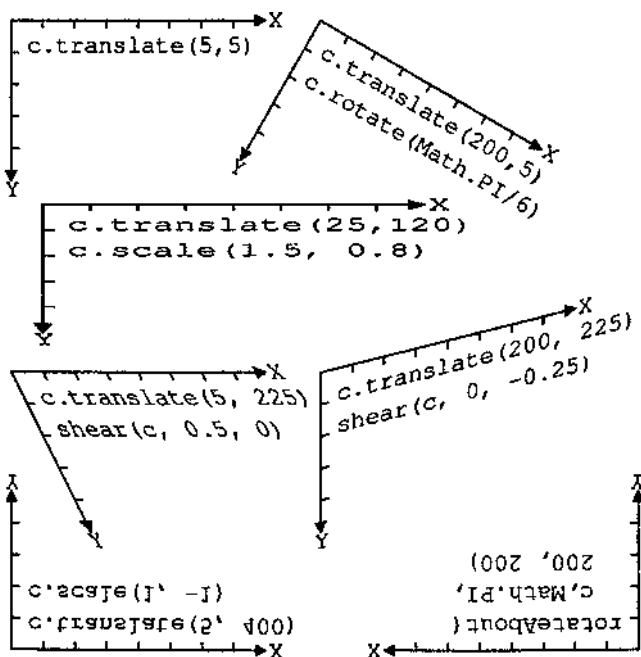 X
c.translate(5,5)
Y
c.translate(200,5)
c.rotate(Math.PI/6)
X
Y
X
c.translate(25,120)
c.scale(1.5, 0.8)
Y
X
c.translate(5, 225)
shear(c, 0.5, 0)
Y
X
c.translate(200, 225)
shear(c, 0, -0.25)
Y
Y
c.translate(5, 400)
c.scale(1, -1)
X
Y
rotateAbout(
c,Math.PI,
200, 200)
X